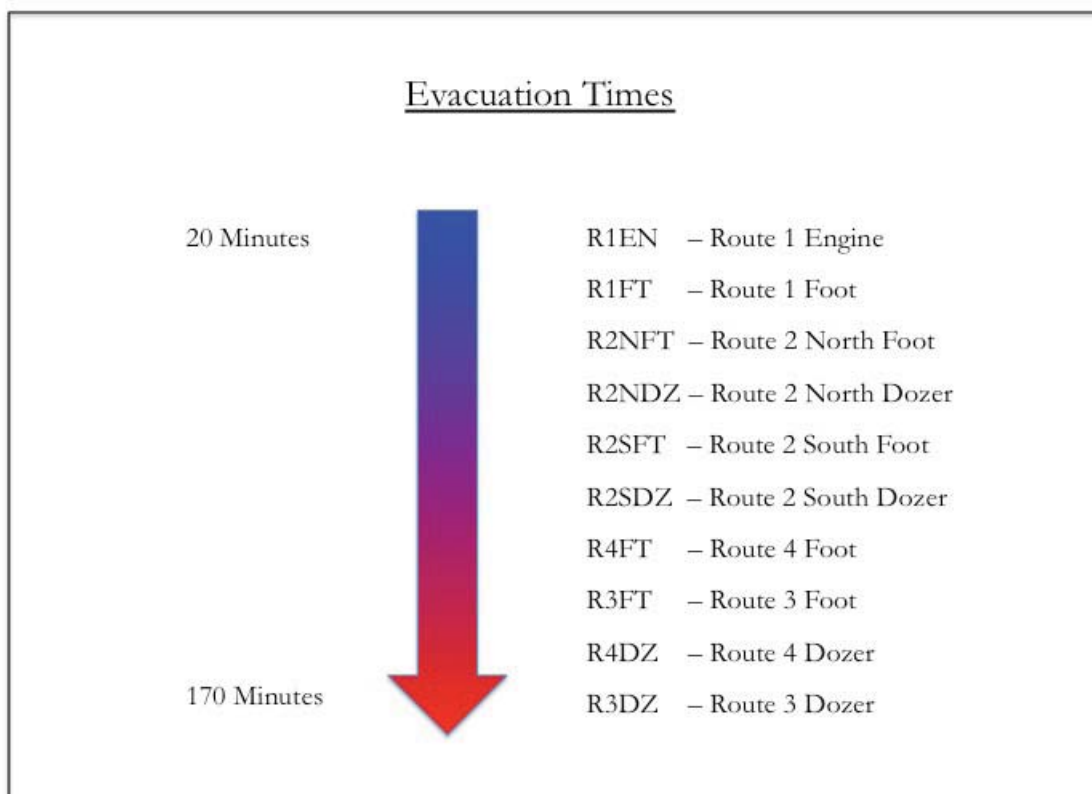 Evacuation Times
20 Minutes
R1EN – Route 1 Engine
R1FT – Route 1 Foot
R2NFT – Route 2 North Foot
R2NDZ – Route 2 North Dozer
R2SFT – Route 2 South Foot
R2SDZ – Route 2 South Dozer
R4FT – Route 4 Foot
R3FT – Route 3 Foot
R4DZ – Route 4 Dozer
170 Minutes
R3DZ – Route 3 Dozer